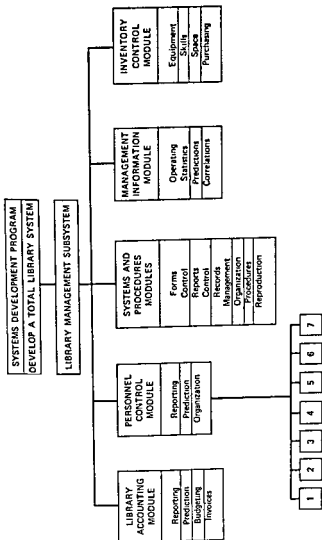 SYSTEMS DEVELOPMENT PROGRAM
DEVELOP A TOTAL LIBRARY SYSTEM
LIBRARY MANAGEMENT SUBSYSTEM
LIBRARY
ACCOUNTING
MODULE
Reporting
Prediction
Budgeting
Invoices
PERSONNEL
CONTROL
MODULE
Reporting
Prediction
Organization
SYSTEMS AND
PROCEDURES
MODULES
Forms
Control
Reports
Control
Records
Management
Organization
Procedures
Reproduction
MANAGEMENT
INFORMATION
MODULE
Operating
Statistics
Predictions
Correlations
INVENTORY
CONTROL
MODULE
Equipment
Skills
Space
Purchasing
1 2 3 4 5 6 7